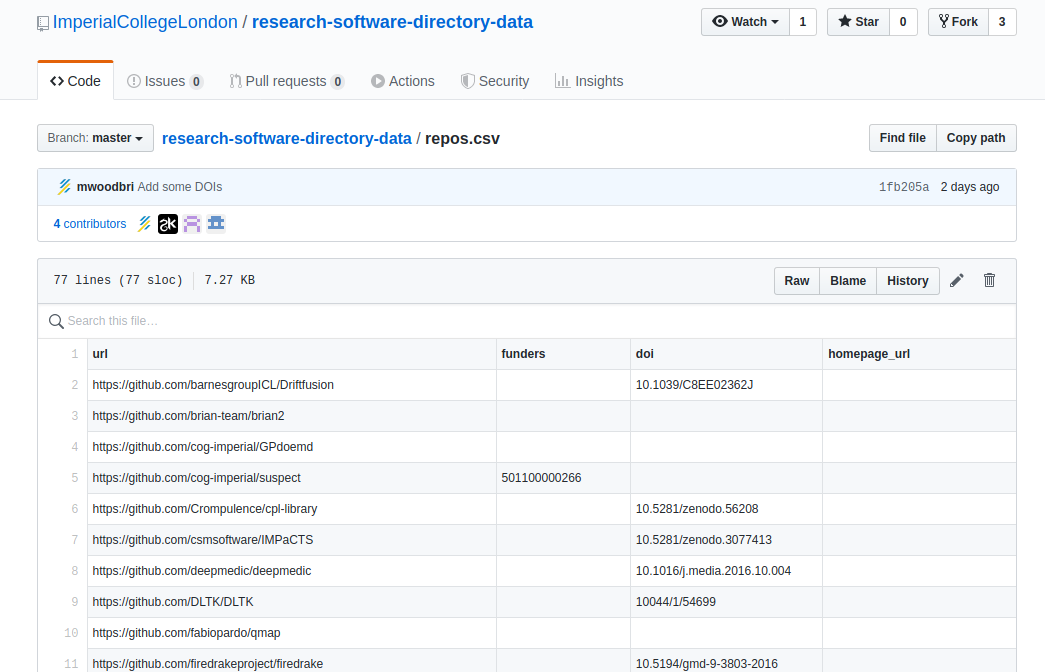 ImperialCollegeLondon / research-software-directory-data Watch 1 Star 0 Fork 3
Code Issues 0 Pull requests 0 Actions Security Insights
Branch: master research-software-directory-data / repos.csv Find file Copy path
mwoodbri Add some DOIs 1fb205a 2 days ago
4 contributors
77 lines (77 sloc) 7.27 KB Raw Blame History
Search this file…
1 url funders doi homepage_url
2 https://github.com/barnesgroupICL/Driftfusion 10.1039/C8EE02362J
3 https://github.com/brian-team/brian2
4 https://github.com/cog-imperial/GPdoemd
5 https://github.com/cog-imperial/suspect 501100000266
6 https://github.com/Crompulence/cpl-library 10.5281/zenodo.56208
7 https://github.com/csmsoftware/IMPaCTS 10.5281/zenodo.3077413
8 https://github.com/deepmedic/deepmedic 10.1016/j.media.2016.10.004
9 https://github.com/DLTK/DLTK 10044/1/54699
10 https://github.com/fabiopardo/qmap
11 https://github.com/firedrakeproject/firedrake 10.5194/gmd-9-3803-2016